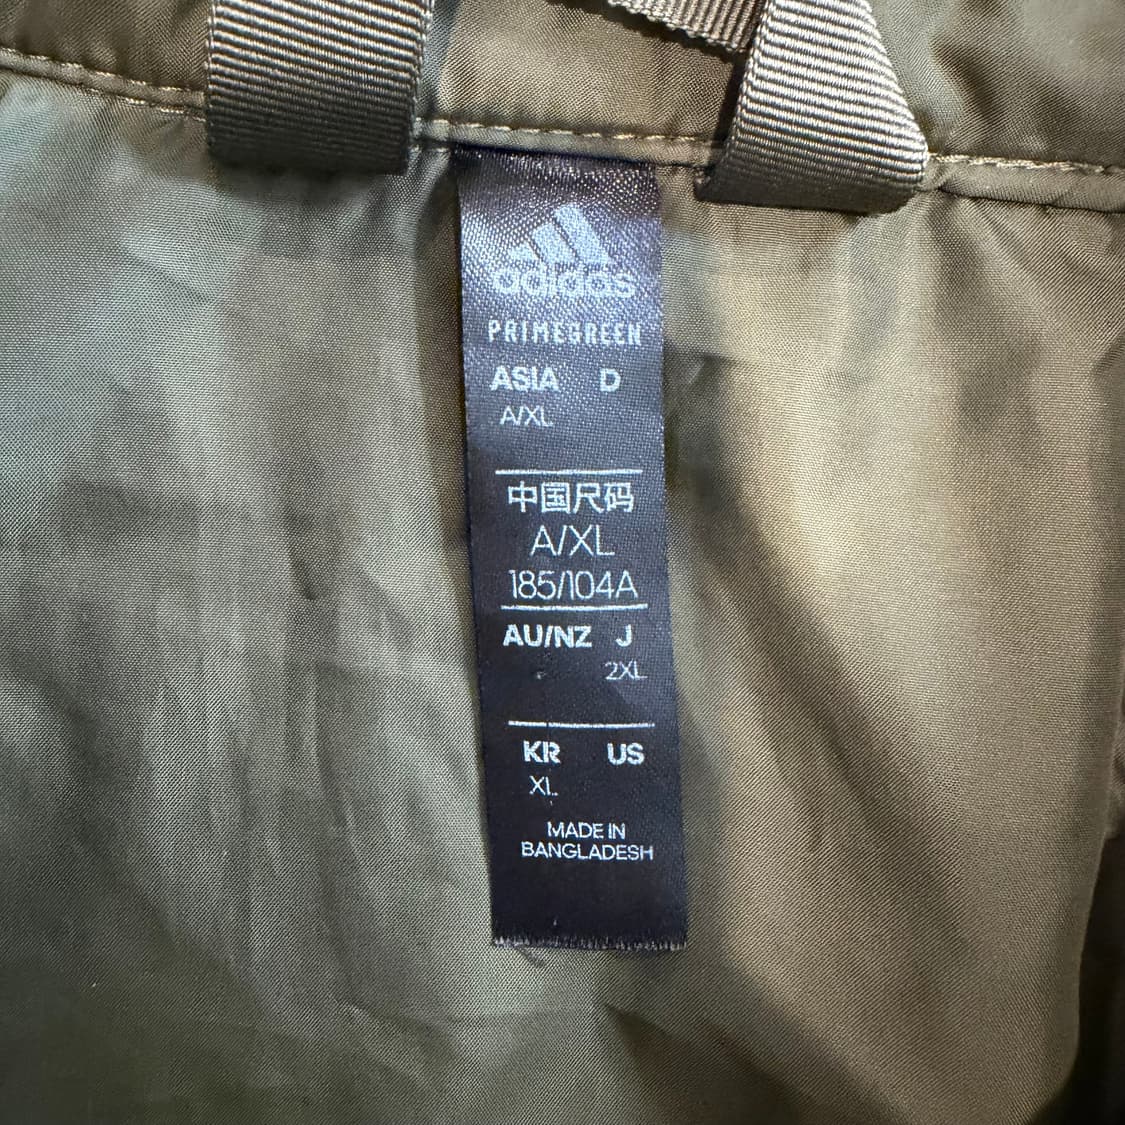 adidas
PRIMEGREEN
ASIA D
A/XL
中国尺码
A/XL
185/104A
AU/NZ J
2XL
KR US
XL
MADE IN
BANGLADESH